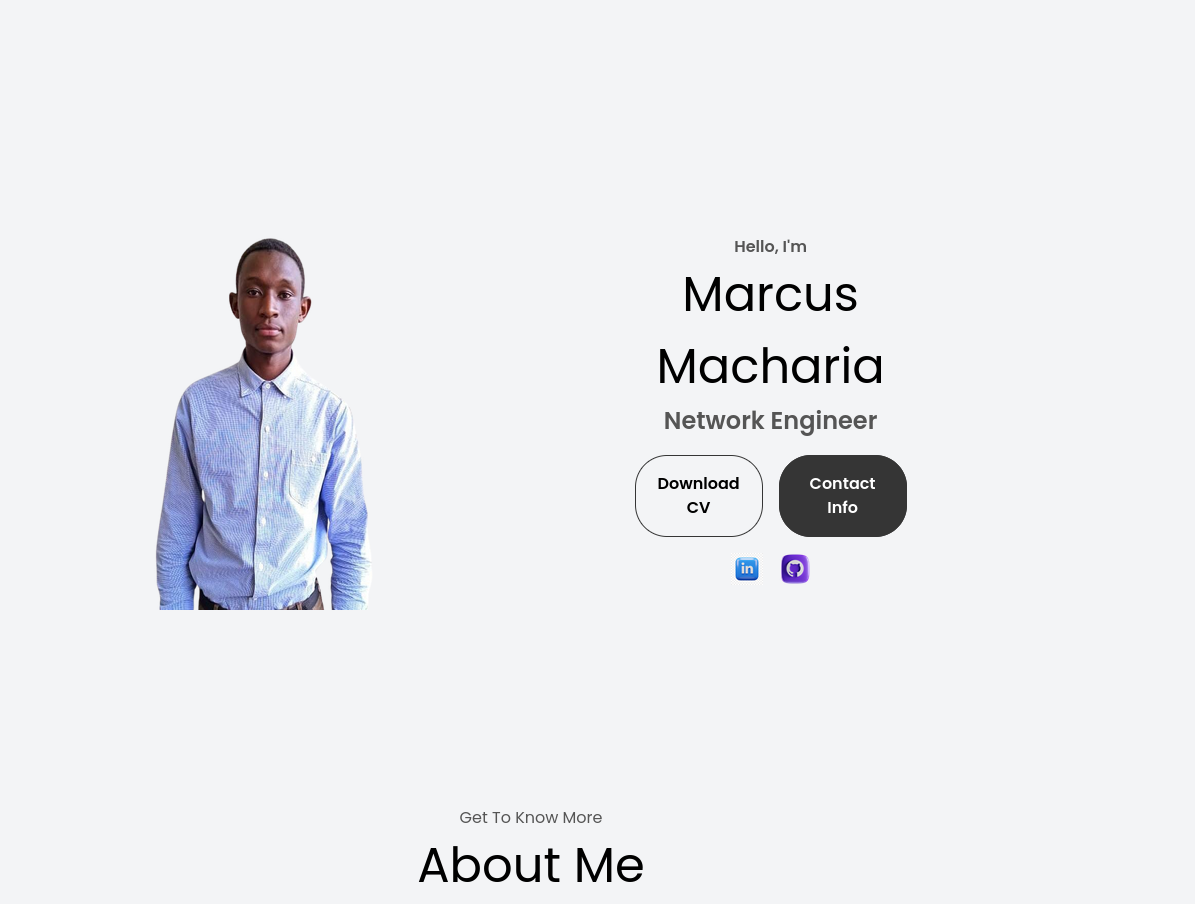 Hello, I'm
Marcus
Macharia
Network Engineer
Download
CV
Contact
Info
in
Get To Know More
About Me